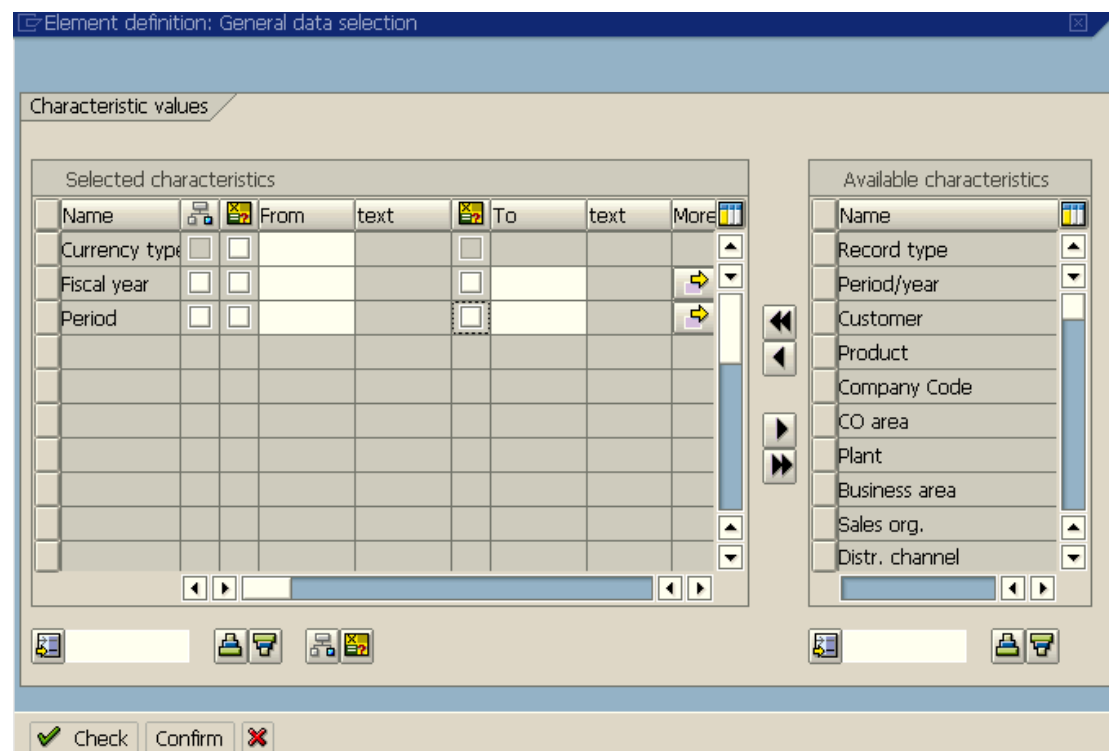 Element definition: General data selection
Characteristic values
Selected characteristics
Available characteristics
Name From text To text More
Name
Currency type
Record type
Fiscal year
Period/year
Period
Customer
Product
Company Code
CO area
Plant
Business area
Sales org.
Distr. channel
Check Confirm